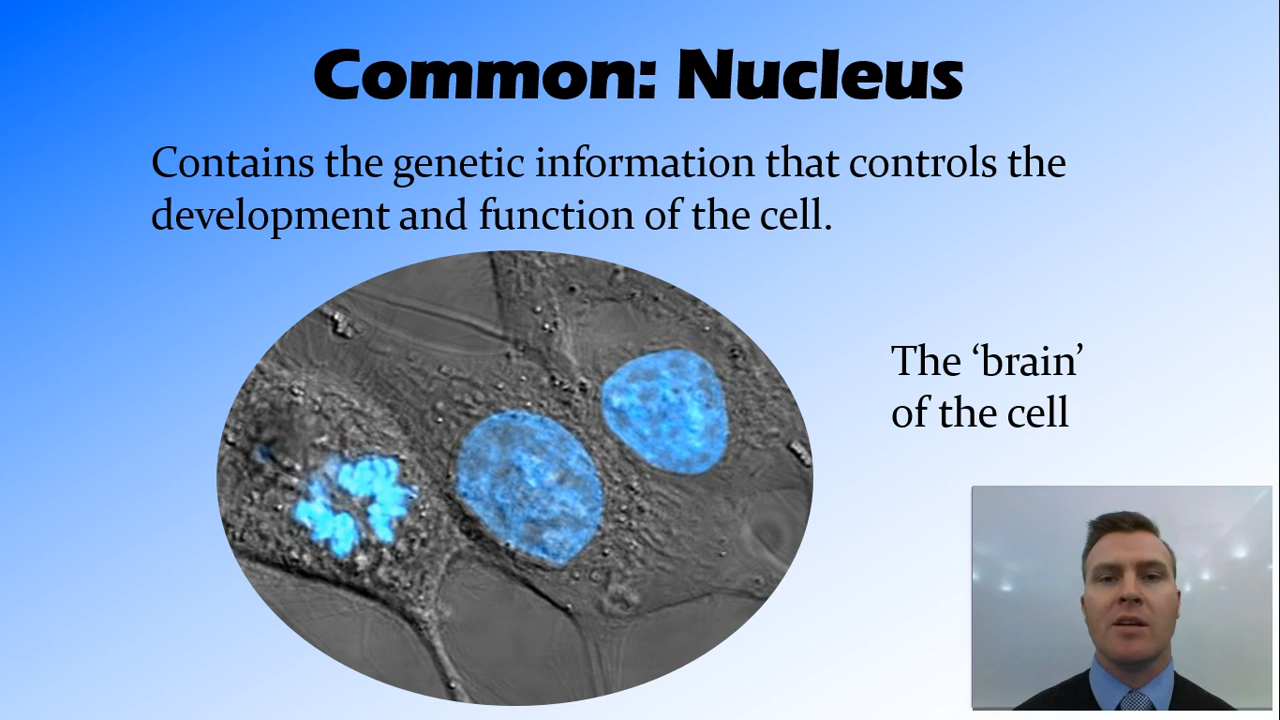 Common: Nucleus
Contains the genetic information that controls the
development and function of the cell.
The ‘brain’
of the cell